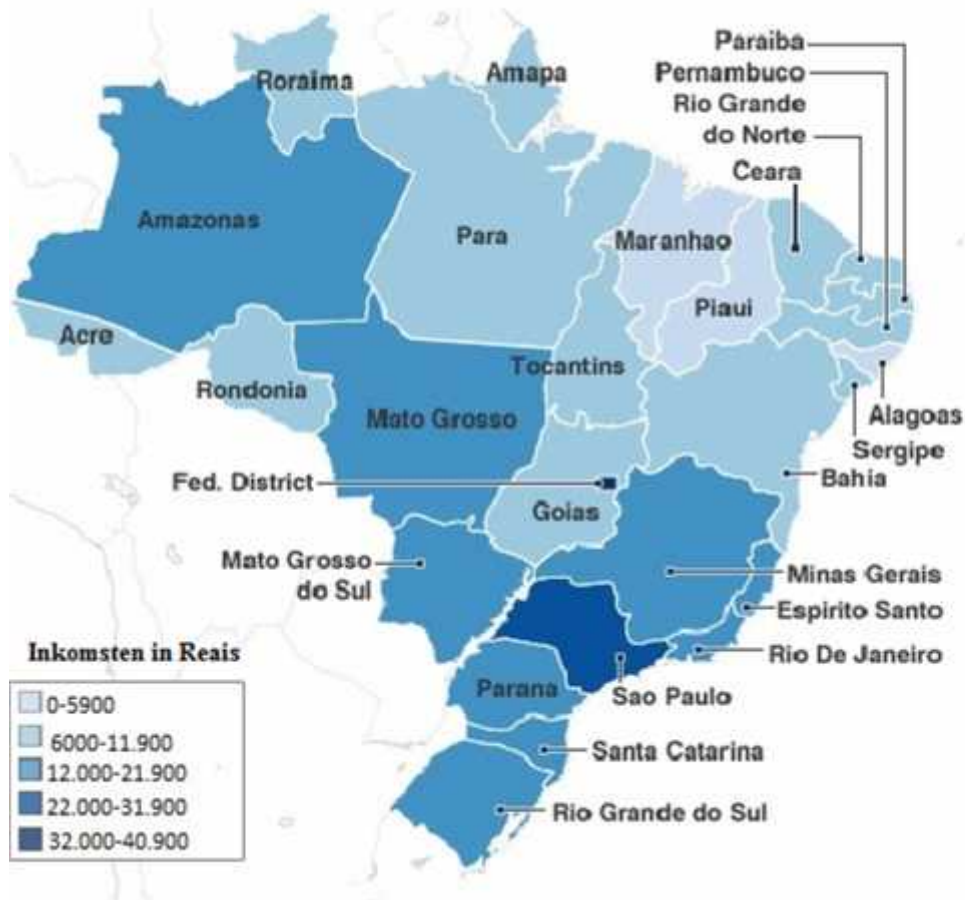 Paraiba
Pernambuco
Rio Grande
do Norte
Ceara
Roraima
Amapa
Amazonas
Para
Maranhao
Piaui
Acre
Rondonia
Tocantins
Mato Grosso
Alagoas
Sergipe
Bahia
Fed. District
Goias
Mato Grosso
do Sul
Minas Gerais
Espirito Santo
Rio De Janeiro
Sao Paulo
Parana
Santa Catarina
Rio Grande do Sul
Inkomsten in Reais
0-5900
6000-11.900
12.000-21.900
22.000-31.900
32.000-40.900